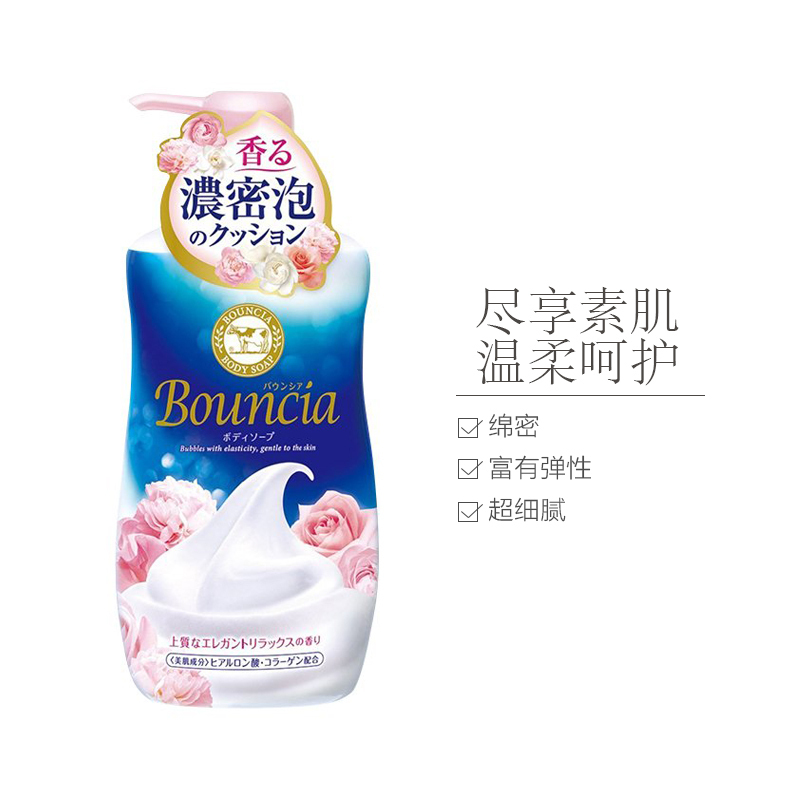 香る
濃密泡
のクッション
BOUNCIA
BODY SOAP
バウンシア
Bouncia
ボディソープ
Bubbles with elasticity, gentle to the skin
上質なエレガントリラックスの香り
〈美肌成分〉ヒアルロン酸・コラーゲン配合
尽享素肌
温柔呵护
绵密
富有弹性
超细腻